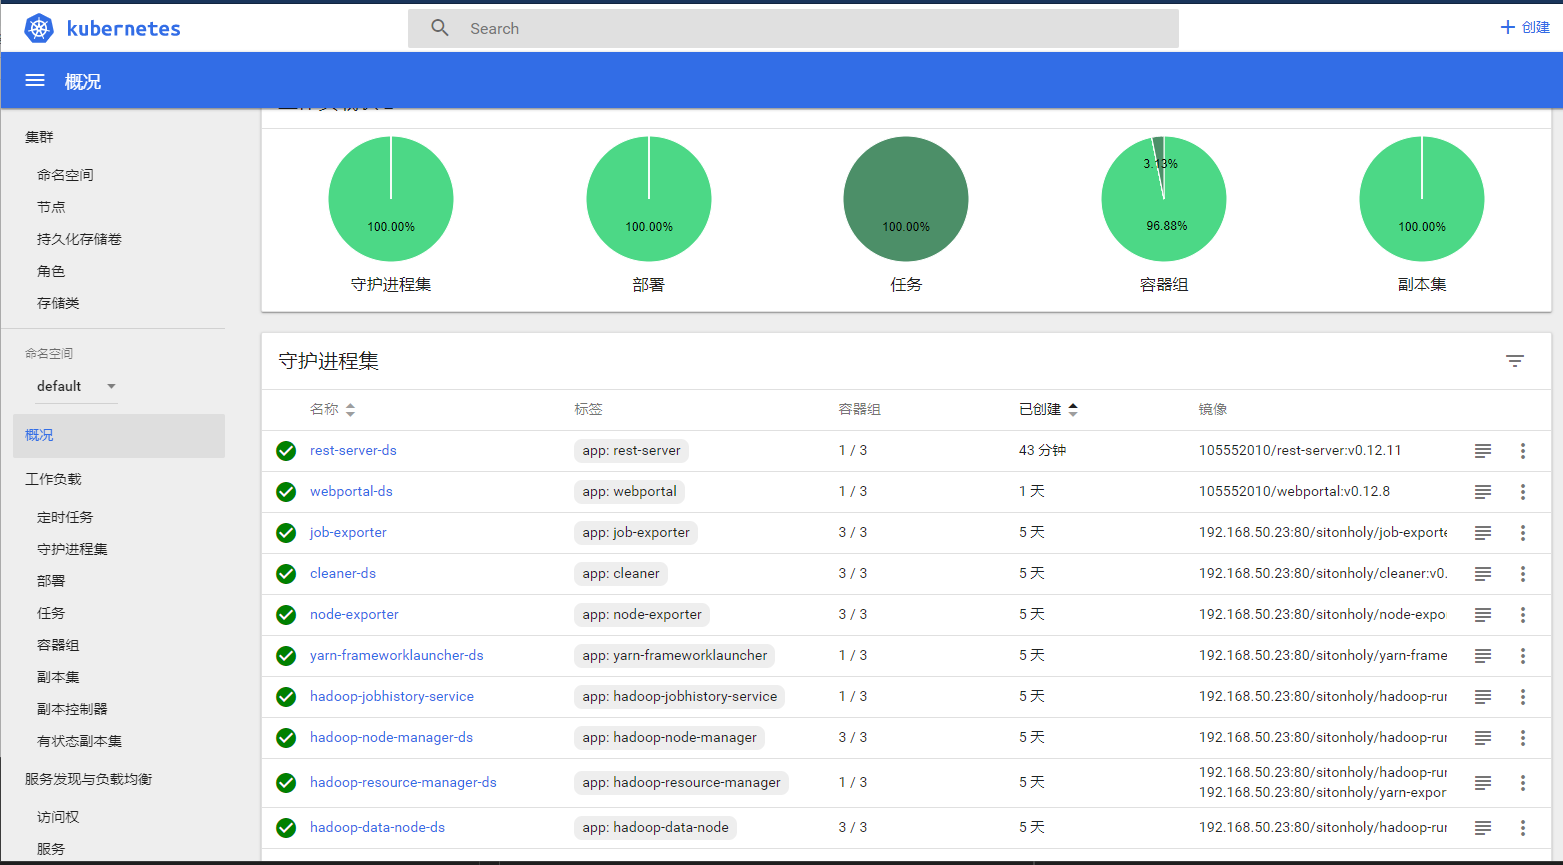 kubernetes
Search
创建
概况
集群
命名空间
节点
持久化存储卷
角色
存储类
命名空间
default
概况
工作负载
定时任务
守护进程集
部署
任务
容器组
副本集
副本控制器
有状态副本集
服务发现与负载均衡
访问权
服务
100.00%
100.00%
100.00%
3.13%
96.88%
100.00%
守护进程集
部署
任务
容器组
副本集
守护进程集
名称 标签 容器组 已创建 镜像
rest-server-ds app: rest-server 1 / 3 43 分钟 105552010/rest-server:v0.12.11
webportal-ds app: webportal 1 / 3 1 天 105552010/webportal:v0.12.8
job-exporter app: job-exporter 3 / 3 5 天 192.168.50.23:80/sitonholy/job-exporte
cleaner-ds app: cleaner 3 / 3 5 天 192.168.50.23:80/sitonholy/cleaner:v0.
node-exporter app: node-exporter 3 / 3 5 天 192.168.50.23:80/sitonholy/node-expo
yarn-frameworklauncher-ds app: yarn-frameworklauncher 1 / 3 5 天 192.168.50.23:80/sitonholy/yarn-frame
hadoop-jobhistory-service app: hadoop-jobhistory-service 1 / 3 5 天 192.168.50.23:80/sitonholy/hadoop-rur
hadoop-node-manager-ds app: hadoop-node-manager 3 / 3 5 天 192.168.50.23:80/sitonholy/hadoop-rur
hadoop-resource-manager-ds app: hadoop-resource-manager 1 / 3 5 天 192.168.50.23:80/sitonholy/hadoop-rur
192.168.50.23:80/sitonholy/yarn-expor
hadoop-data-node-ds app: hadoop-data-node 3 / 3 5 天 192.168.50.23:80/sitonholy/hadoop-rur